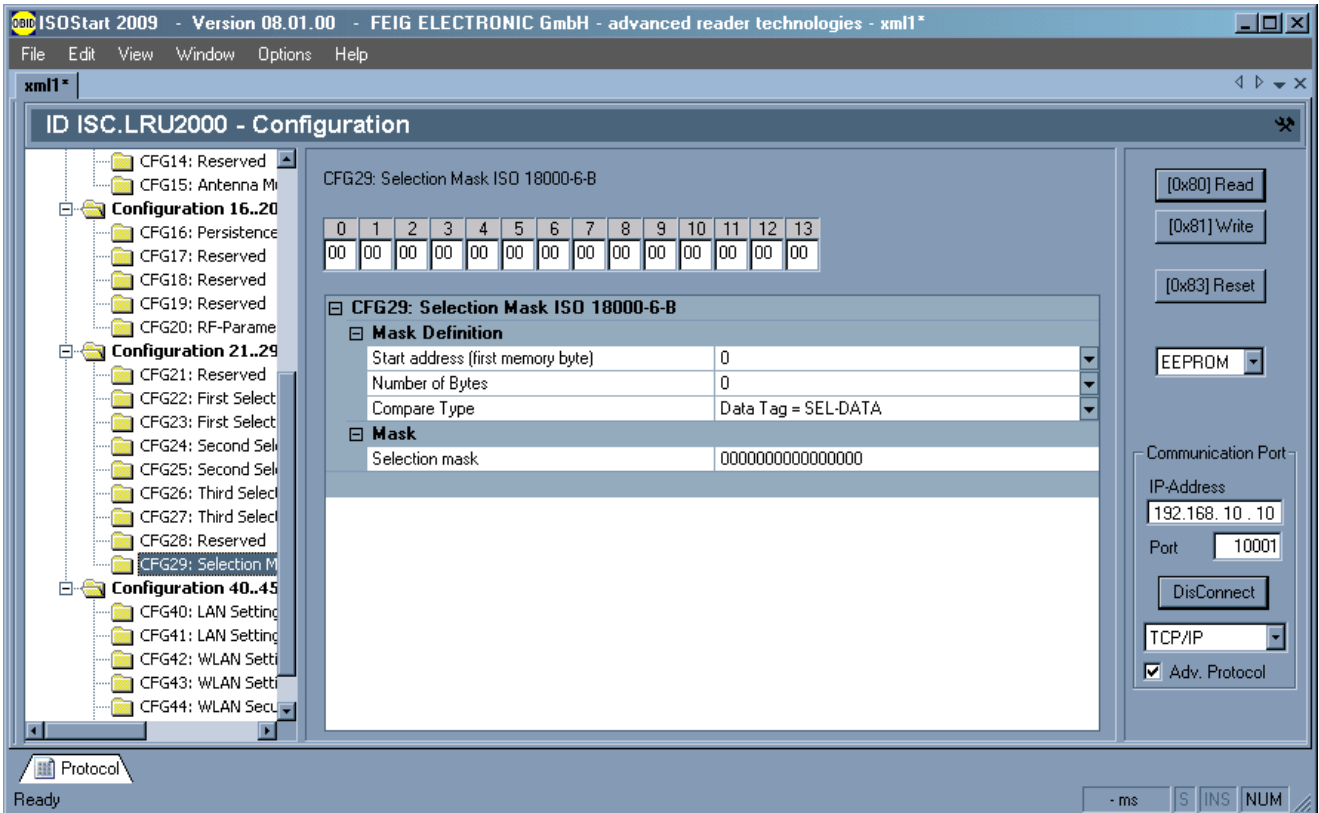 OBID ISOStart 2009 - Version 08.01.00 - FEIG ELECTRONIC GmbH - advanced reader technologies - xml1*
File Edit View Window Options Help
xml1*
ID ISC.LRU2000 - Configuration
CFG14: Reserved
CFG15: Antenna Mu
Configuration 16..20
CFG16: Persistence
CFG17: Reserved
CFG18: Reserved
CFG19: Reserved
CFG20: RF-Parame
Configuration 21..29
CFG21: Reserved
CFG22: First Select
CFG23: First Select
CFG24: Second Sele
CFG25: Second Sele
CFG26: Third Select
CFG27: Third Select
CFG28: Reserved
CFG29: Selection M
Configuration 40..45
CFG40: LAN Setting
CFG41: LAN Setting
CFG42: WLAN Setti
CFG43: WLAN Setti
CFG44: WLAN Secu
CFG29: Selection Mask ISO 18000-6-B
0 1 2 3 4 5 6 7 8 9 10 11 12 13
00 00 00 00 00 00 00 00 00 00 00 00 00 00
CFG29: Selection Mask ISO 18000-6-B
Mask Definition
Start address (first memory byte) 0
Number of Bytes 0
Compare Type Data Tag = SEL-DATA
Mask
Selection mask 0000000000000000
[0x80] Read
[0x81] Write
[0x83] Reset
EEPROM
Communication Port
IP-Address
192.168. 10 . 10
Port 10001
DisConnect
TCP/IP
Adv. Protocol
Protocol
Ready - ms S INS NUM